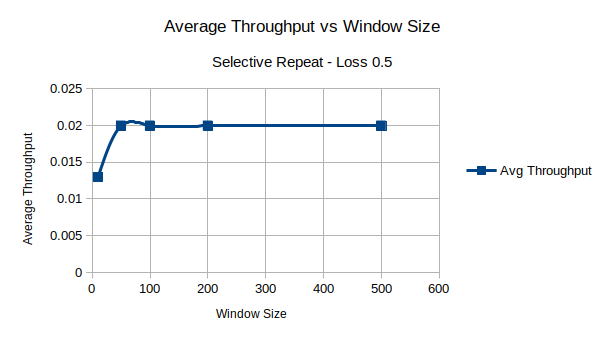 Average Throughput vs Window Size
Selective Repeat - Loss 0.5
0.025
0.02
0.015
0.01
0.005
0
Average Throughput
0 100 200 300 400 500 600
Window Size
Avg Throughput